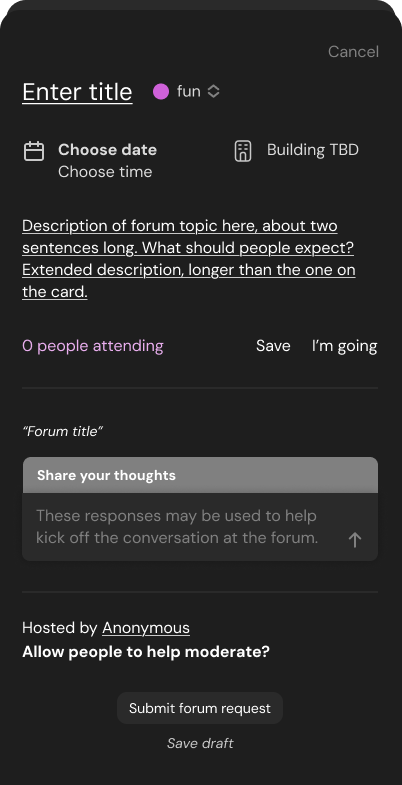 Cancel
Enter title fun
Choose date Building TBD
Choose time
Description of forum topic here, about two
sentences long. What should people expect?
Extended description, longer than the one on
the card.
0 people attending Save I’m going
“Forum title”
Share your thoughts
These responses may be used to help
kick off the conversation at the forum.
Hosted by Anonymous
Allow people to help moderate?
Submit forum request
Save draft